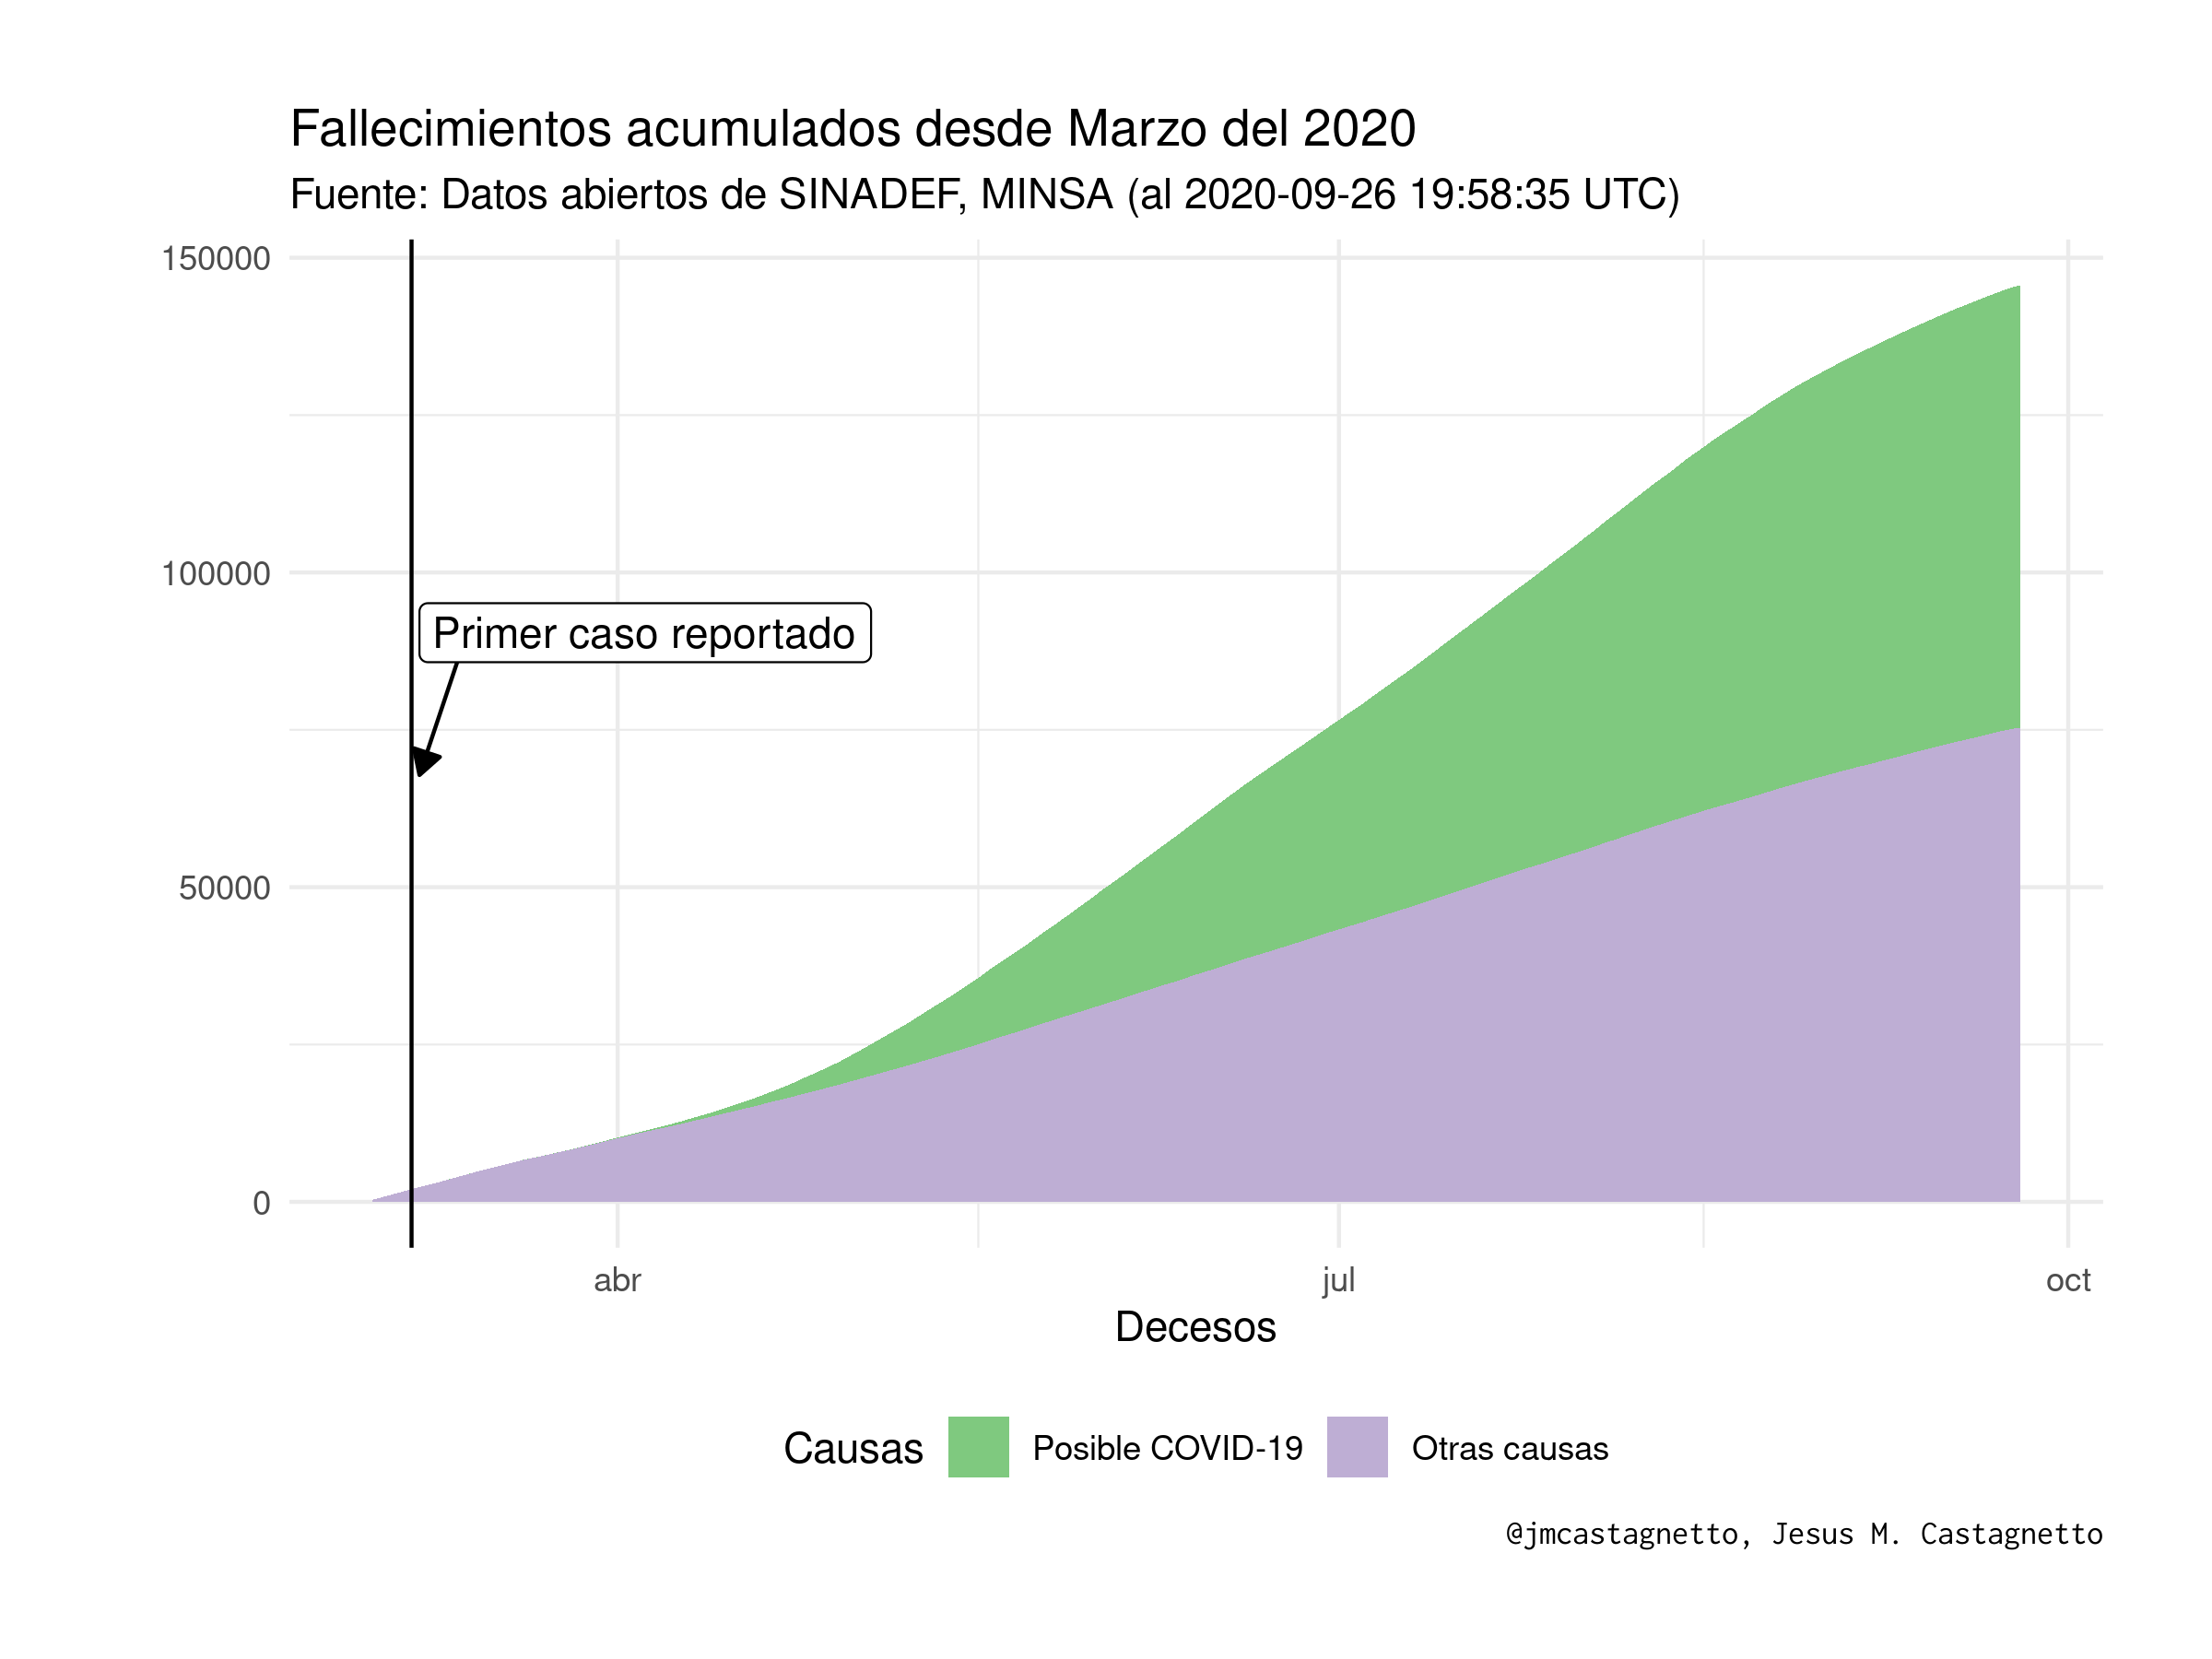 Fallecimientos acumulados desde Marzo del 2020
Fuente: Datos abiertos de SINADEF, MINSA (al 2020-09-26 19:58:35 UTC)
150000
100000
Primer caso reportado
50000
0
abr jul oct
Decesos
Causas Posible COVID-19 Otras causas
@jmcastagnetto, Jesus M. Castagnetto